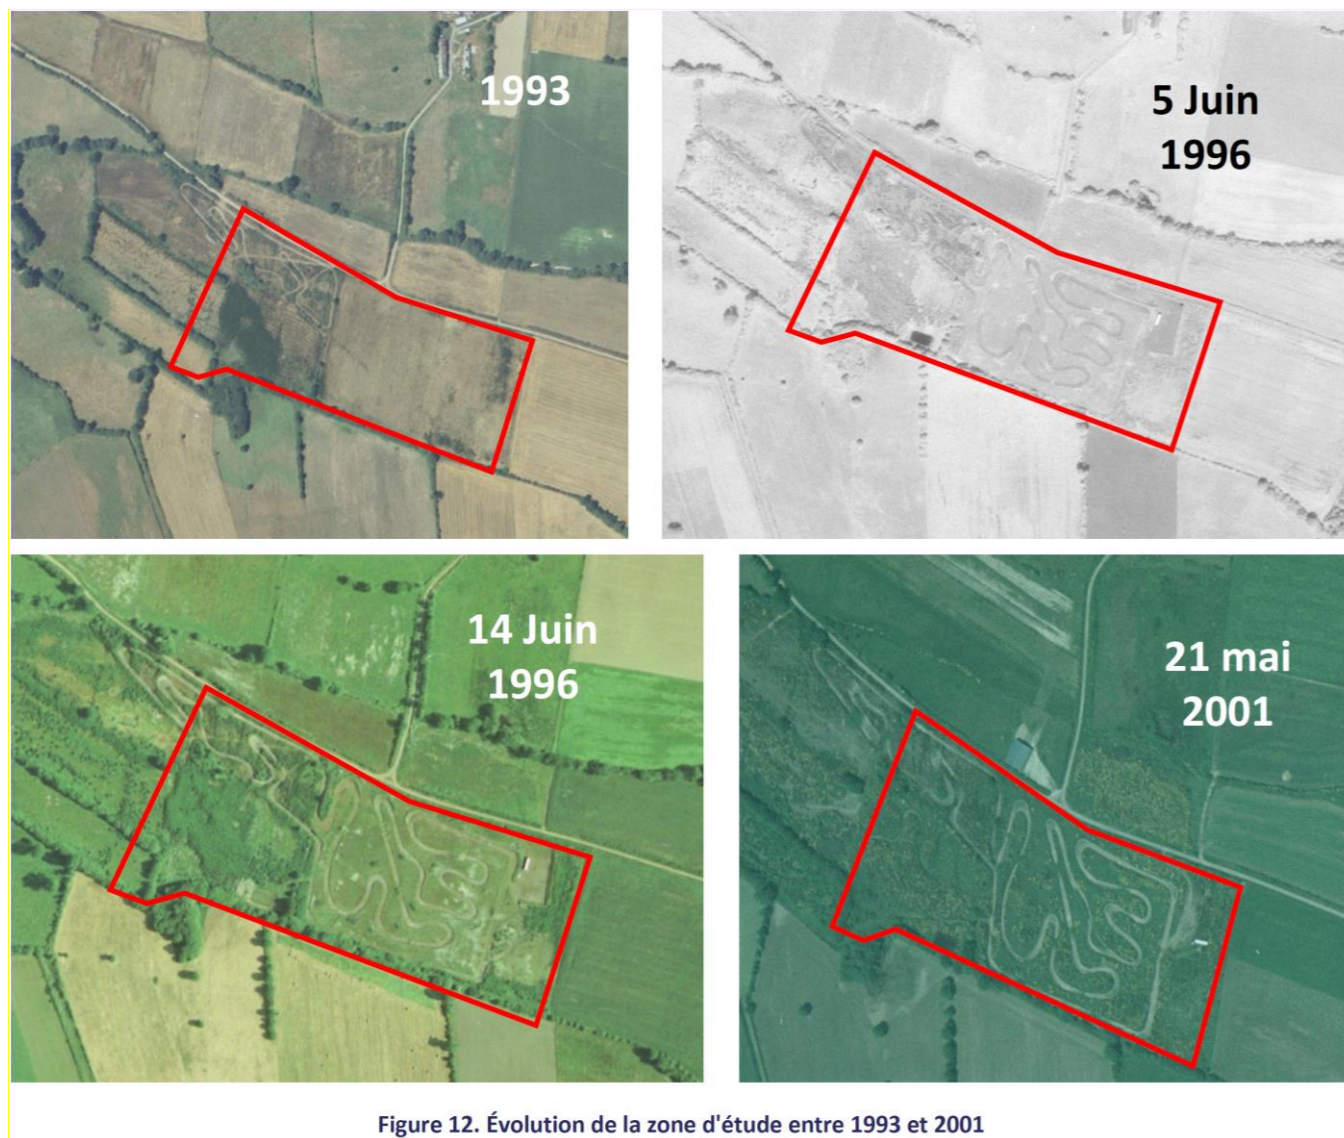 1993
5 Juin
1996
14 Juin
1996
21 mai
2001
Figure 12. Évolution de la zone d'étude entre 1993 et 2001